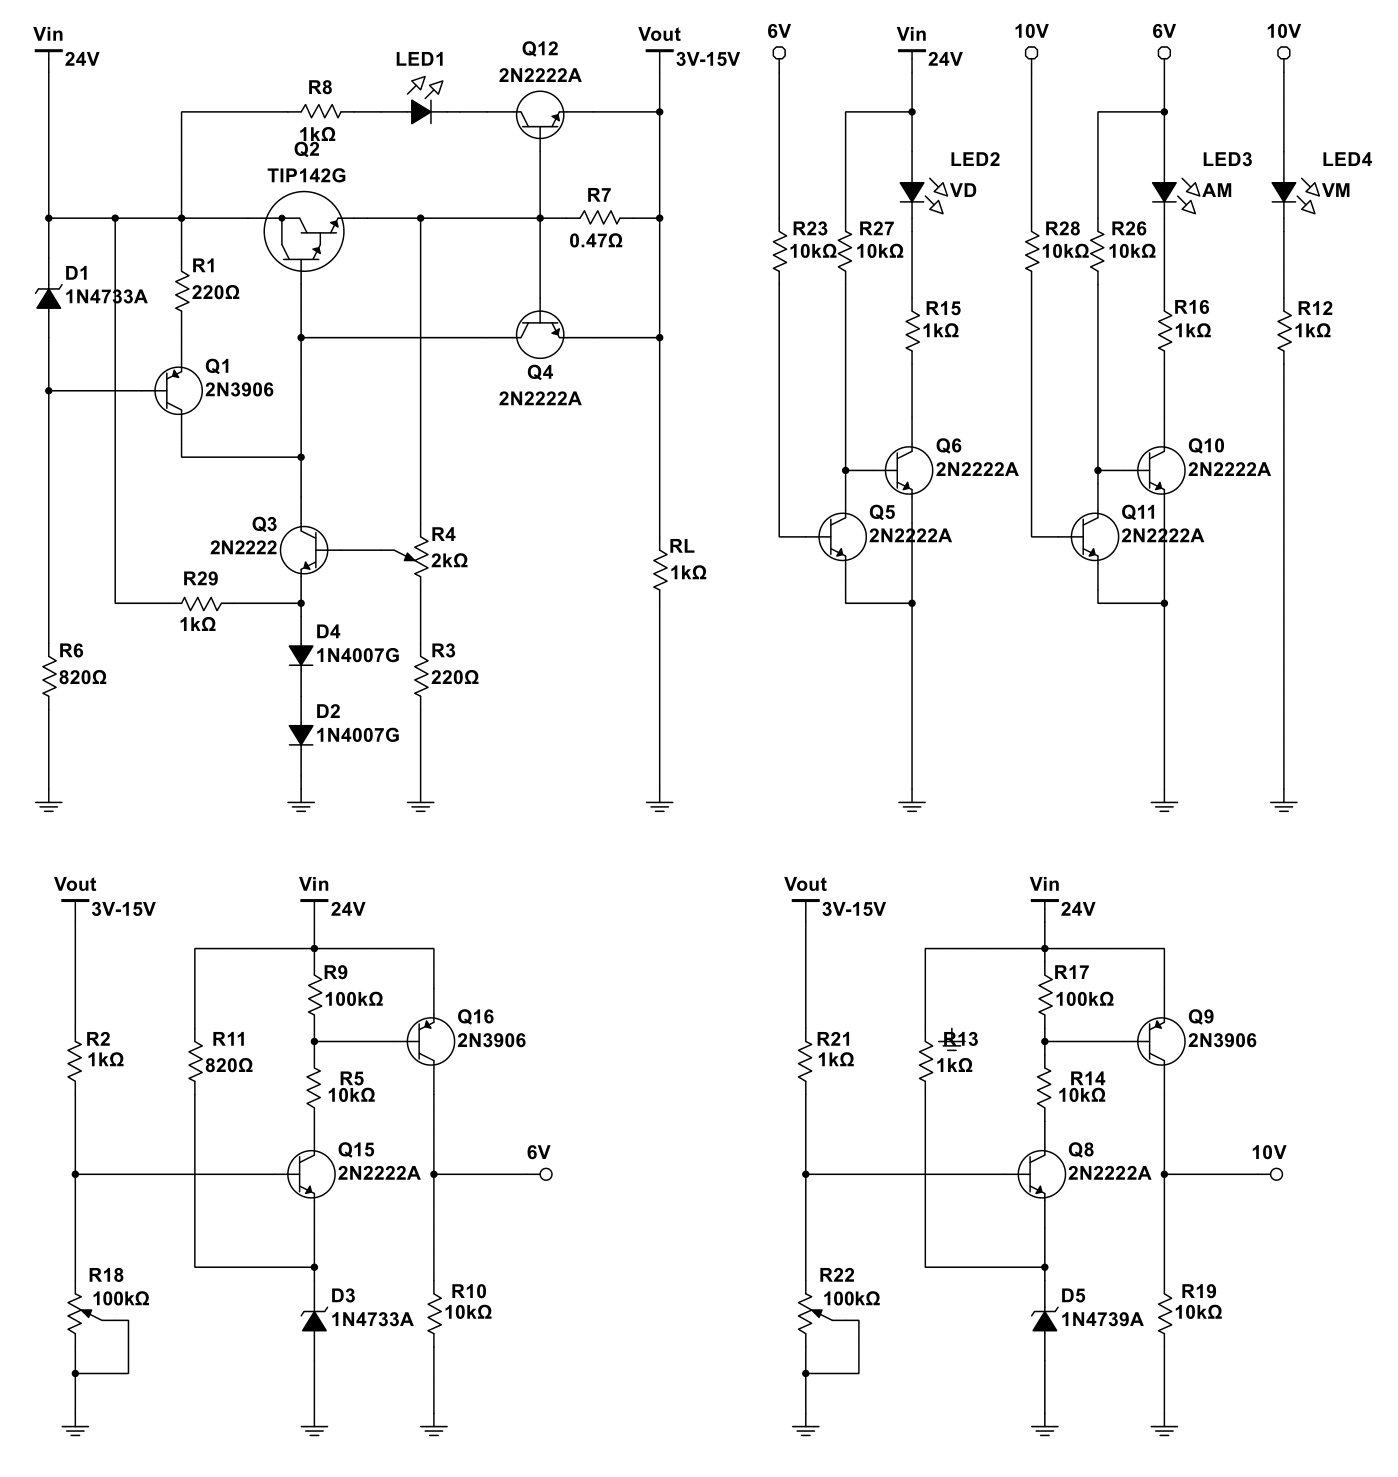 Vin
24V
R8
1kΩ
LED1
Q12
2N2222A
Vout
3V-15V
Q2
TIP142G
R7
0.47Ω
D1
1N4733A
R1
220Ω
Q1
2N3906
Q4
2N2222A
Q3
2N2222
R4
2kΩ
RL
1kΩ
R29
1kΩ
R6
820Ω
D4
1N4007G
D2
1N4007G
R3
220Ω
6V
Vin
24V
LED2
VD
R23
10kΩ
R27
10kΩ
R15
1kΩ
Q6
2N2222A
Q5
2N2222A
10V
6V
10V
LED3
AM
LED4
VM
R28
10kΩ
R26
10kΩ
R16
1kΩ
R12
1kΩ
Q10
2N2222A
Q11
2N2222A
Vout
3V-15V
Vin
24V
R9
100kΩ
Q16
2N3906
R2
1kΩ
R11
820Ω
R5
10kΩ
Q15
2N2222A
6V
R18
100kΩ
D3
1N4733A
R10
10kΩ
Vout
3V-15V
Vin
24V
R17
100kΩ
Q9
2N3906
R21
1kΩ
R13
1kΩ
R14
10kΩ
Q8
2N2222A
10V
R22
100kΩ
D5
1N4739A
R19
10kΩ